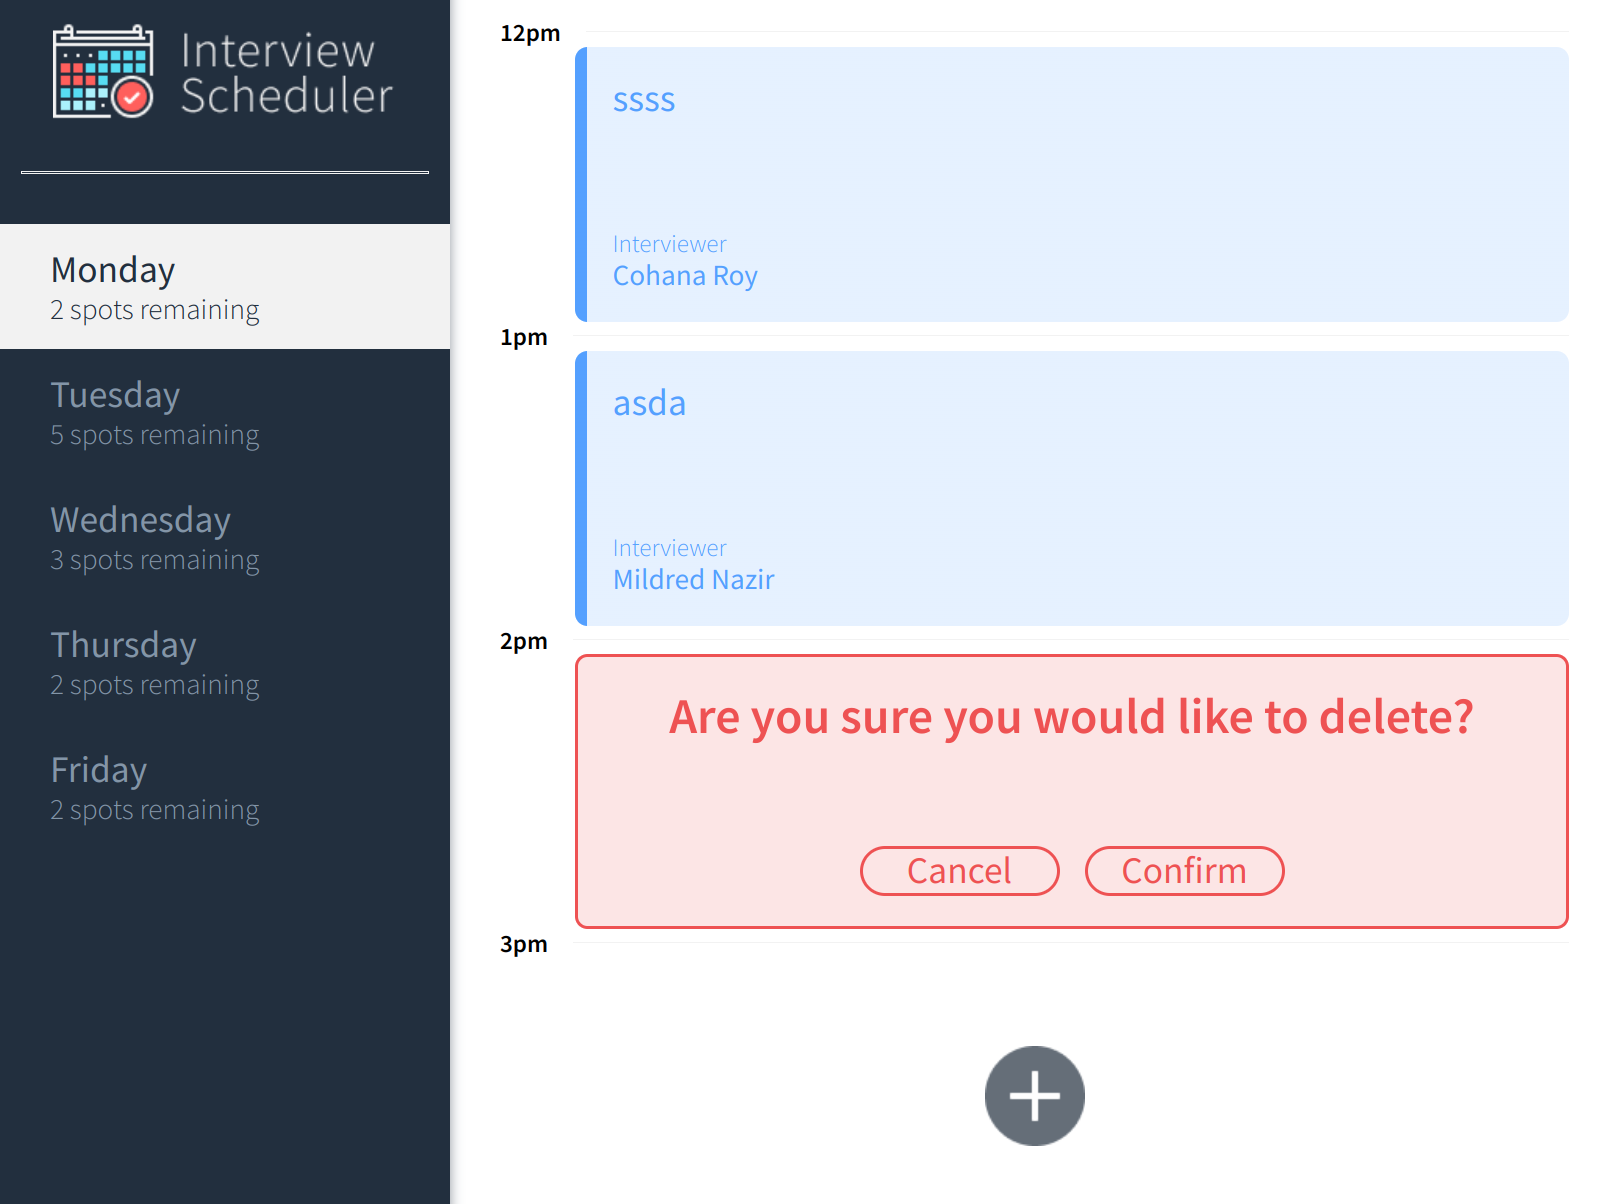 Interview
Scheduler
Monday
2 spots remaining
Tuesday
5 spots remaining
Wednesday
3 spots remaining
Thursday
2 spots remaining
Friday
2 spots remaining
12pm
ssss
Interviewer
Cohana Roy
1pm
asda
Interviewer
Mildred Nazir
2pm
Are you sure you would like to delete?
Cancel Confirm
3pm